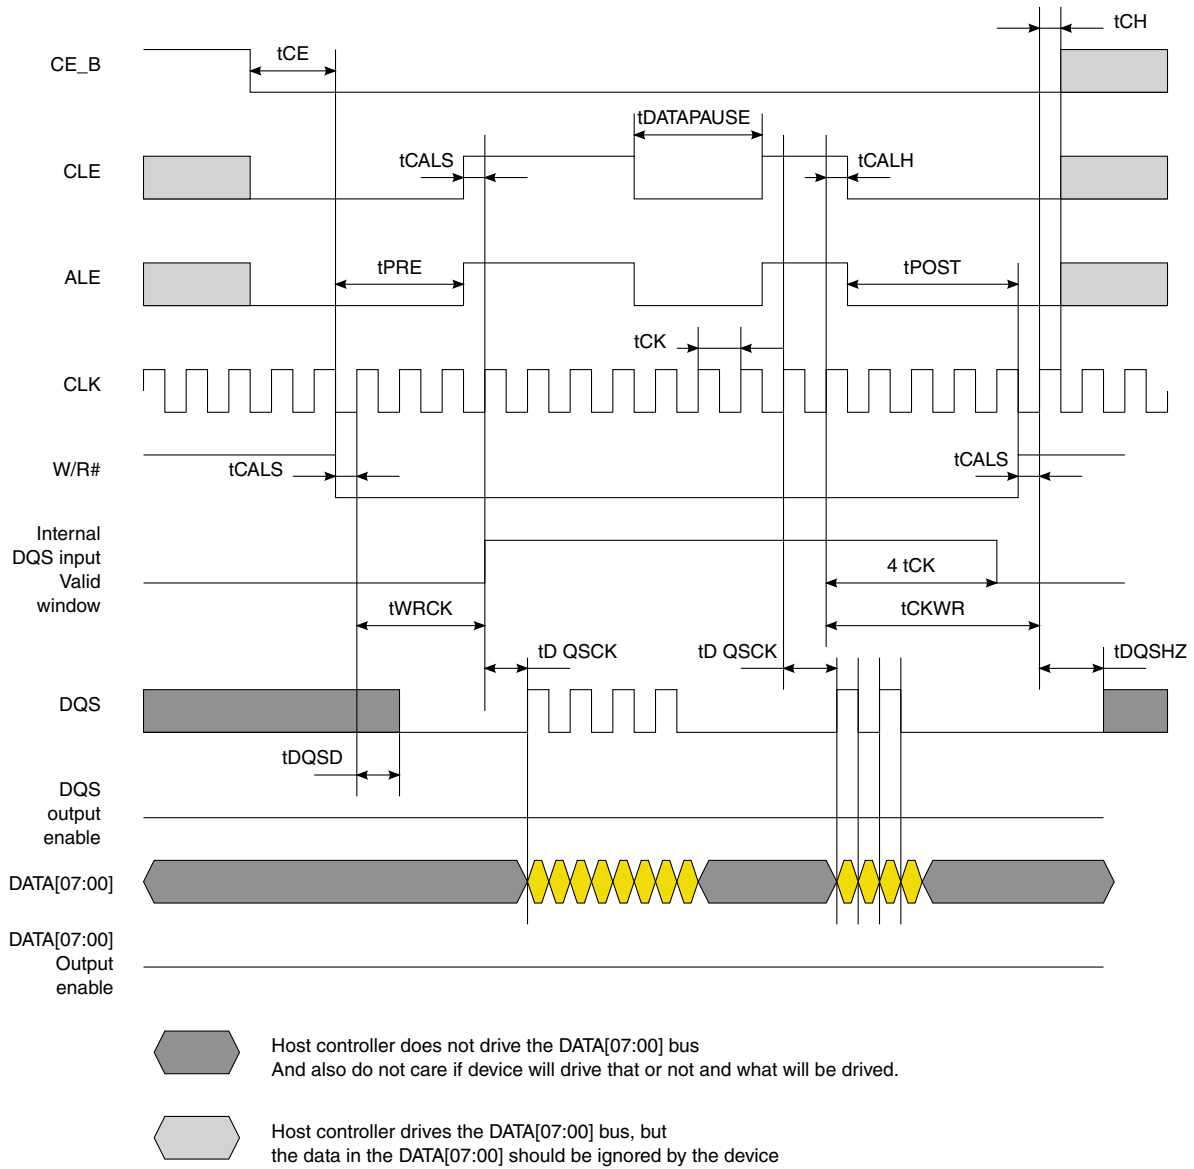 tCH
CE_B
tCE
tDATAPAUSE
CLE
tCALS
tCALH
ALE
tPRE
tPOST
tCK
CLK
W/R#
tCALS
tCALS
Internal
DQS input
Valid
window
4 tCK
tWRCK
tCKWR
tD QSCK
tD QSCK
tDQSHZ
DQS
tDQSD
DQS
output
enable
DATA[07:00]
DATA[07:00]
Output
enable
Host controller does not drive the DATA[07:00] bus
And also do not care if device will drive that or not and what will be drived.
Host controller drives the DATA[07:00] bus, but
the data in the DATA[07:00] should be ignored by the device